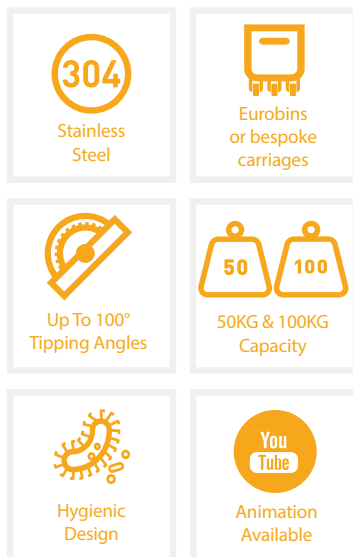 304
Stainless
Steel
Eurobins
or bespoke
carriages
Up To 100°
Tipping Angles
50 100
50KG & 100KG
Capacity
Hygienic
Design
You
Tube
Animation
Available